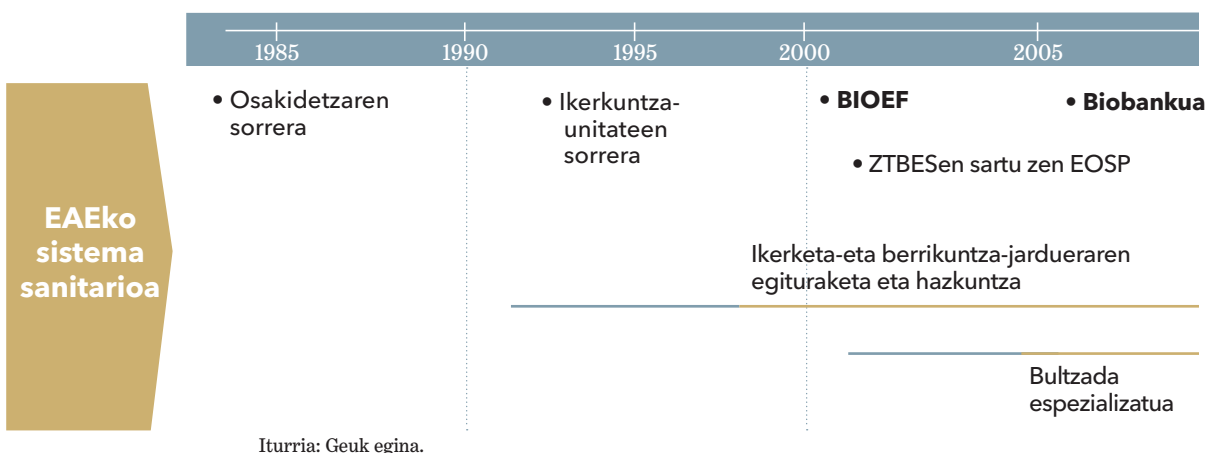 1985 1990 1995 2000 2005
EAEko
sistema
sanitarioa
• Osakidetzaren
sorrera
• Ikerkuntza-
unitateen
sorrera
• BIOEF
• Biobankua
• ZTBESen sartu zen EOSP
Ikerketa-eta berrikuntza-jardueraren
egituraketa eta hazkuntza
Bultzada
espezializatua
Iturria: Geuk egina.